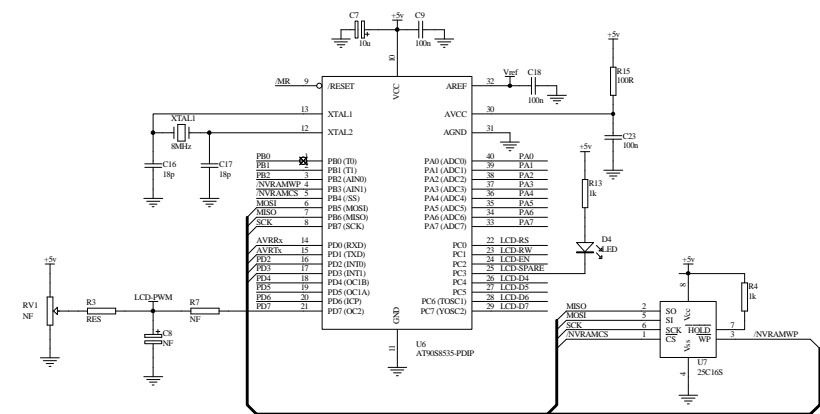 C7
+5v
C9
10u
100n
/MR
9
/RESET
10
VCC
AREF
32
Vref
C18
100n
+5v
R15
100R
13
XTAL1
AVCC
30
XTAL1
8MHz
12
XTAL2
AGND
31
C23
100n
C16
18p
C17
18p
PB0
1
PB0 (T0)
PA0 (ADC0)
40
PA0
PB1
2
PB1 (T1)
PA1 (ADC1)
39
PA1
PB2
3
PB2 (AIN0)
PA2 (ADC2)
38
PA2
/NVRAMWP
4
PB3 (AIN1)
PA3 (ADC3)
37
PA3
/NVRAMCS
5
PB4 (/SS)
PA4 (ADC4)
36
PA4
MOSI
6
PB5 (MOSI)
PA5 (ADC5)
35
PA5
MISO
7
PB6 (MISO)
PA6 (ADC6)
34
PA6
SCK
8
PB7 (SCK)
PA7 (ADC7)
33
PA7
+5v
R13
1k
D4
LED
AVRRx
14
PD0 (RXD)
PC0
22
LCD-RS
AVRTx
15
PD1 (TXD)
PC1
23
LCD-RW
PD2
16
PD2 (INT0)
PC2
24
LCD-EN
PD3
17
PD3 (INT1)
PC3
25
LCD-SPARE
PD4
18
PD4 (OC1B)
PC4
26
LCD-D4
PD5
19
PD5 (OC1A)
PC5
27
LCD-D5
PD6
20
PD6 (ICP)
PC6 (TOSC1)
28
LCD-D6
PD7
21
PD7 (OC2)
PC7 (YOSC2)
29
LCD-D7
GND
11
U6
AT90S8535-PDIP
+5v
RV1
NF
R3
RES
LCD-PWM
R7
NF
C8
NF
+5v
R4
1k
8
MISO
2
SO
Vcc
MOSI
5
SI
SCK
6
SCK
HOLD
7
/NVRAMCS
1
CS
WP
3
/NVRAMWP
Vss
4
U7
25C16S